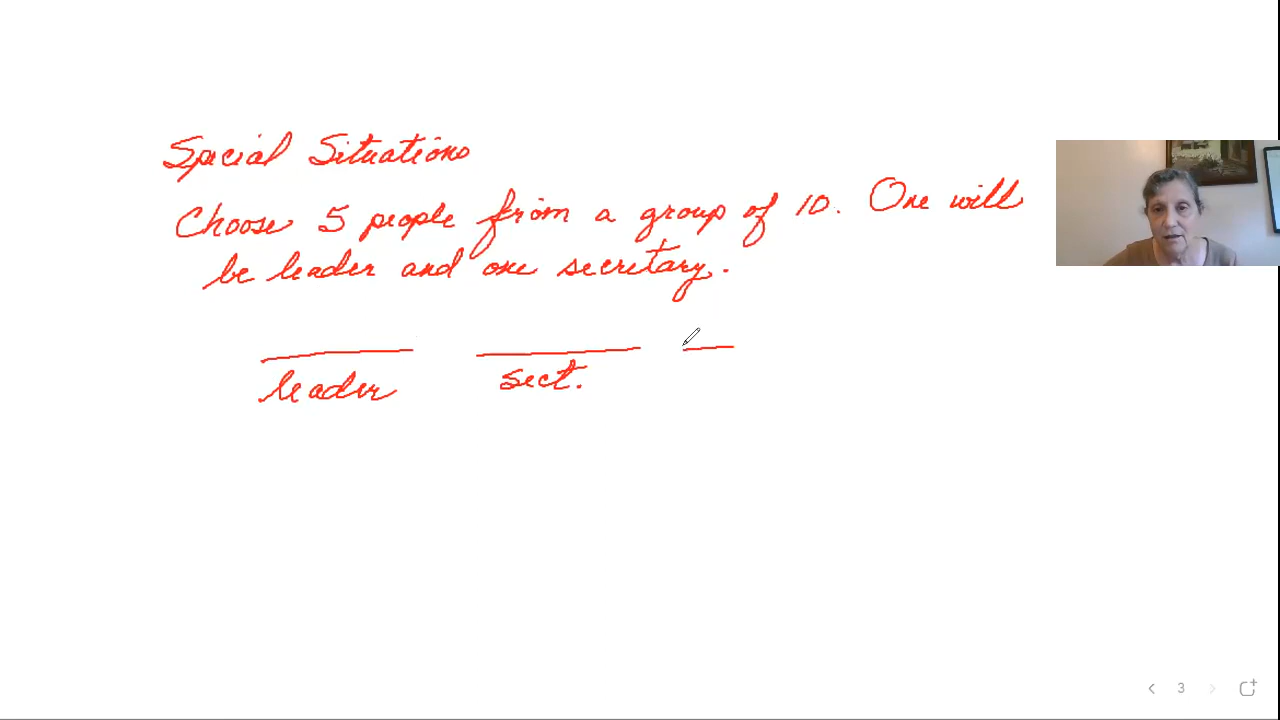 Special Situations
Choose 5 people from a group of 10. One will
be leader and one secretary.
leader sect.
3